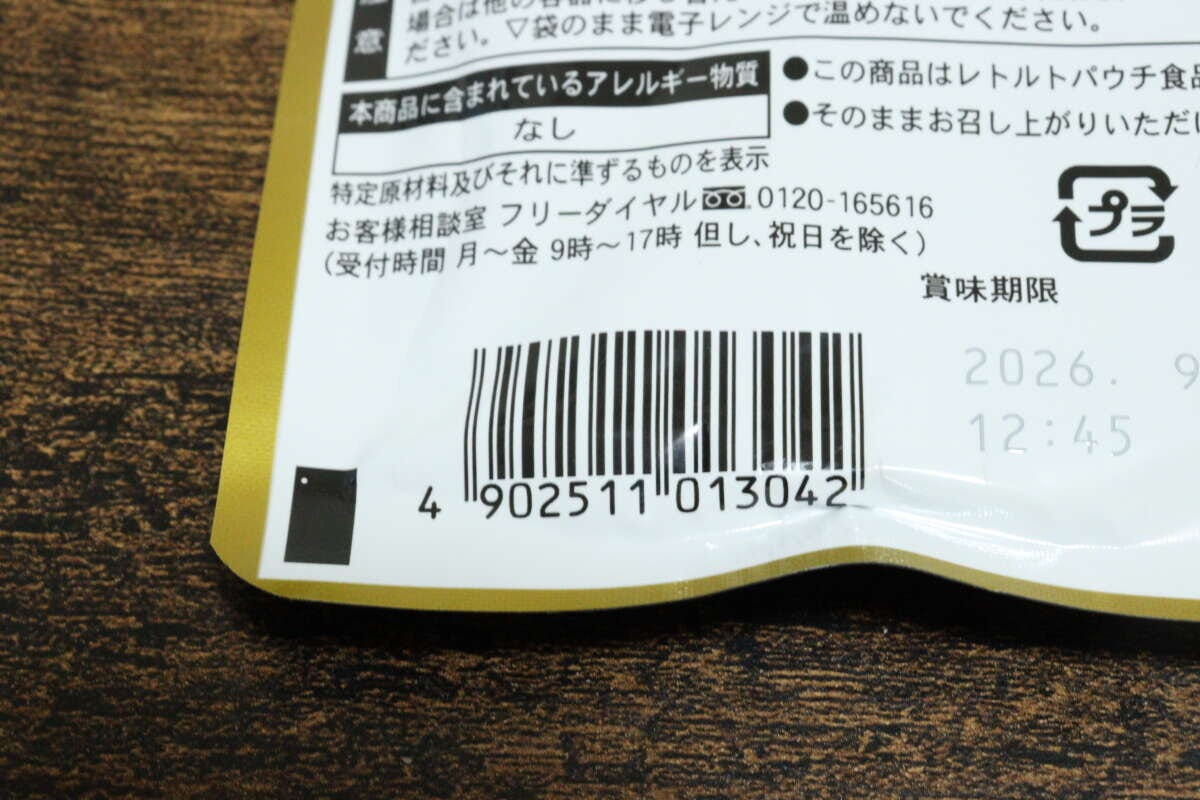 意
場合は他の容器に移し替え
ださい。▽袋のまま電子レンジで温めないでください。
本商品に含まれているアレルギー物質
なし
特定原材料及びそれに準ずるものを表示
お客様相談室 フリーダイヤル 0120-165616
(受付時間 月〜金 9時〜17時 但し、祝日を除く)
●この商品はレトルトパウチ食品
●そのままお召し上がりいただい
プラ
賞味期限
2026. 9
12:45
4 902511 013042